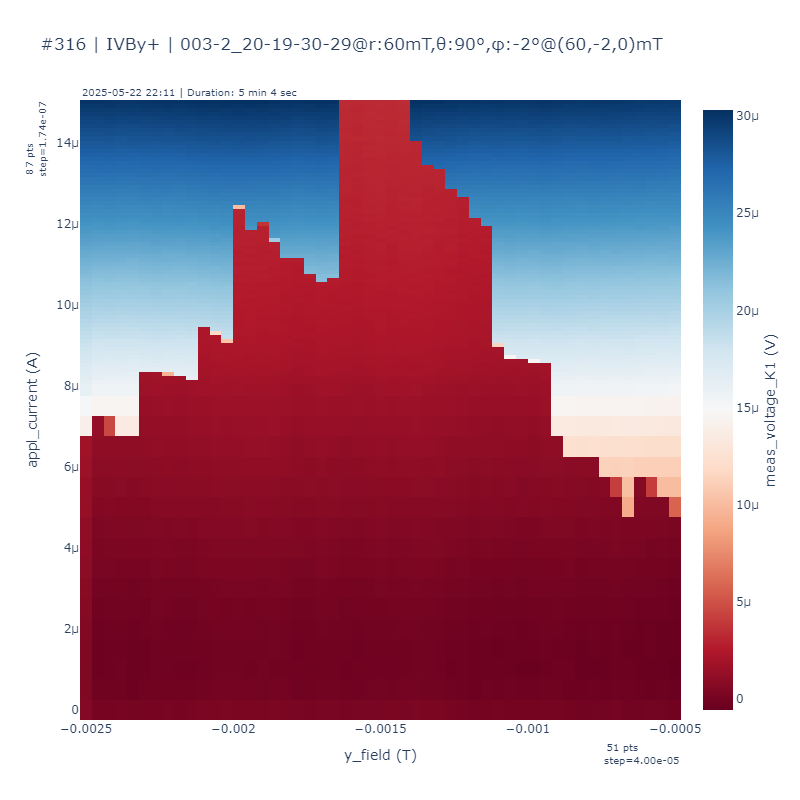 #316 | IVBy+ | 003-2_20-19-30-29@r:60mT,θ:90°,φ:-2°@(60,-2,0)mT
2025-05-22 22:11 | Duration: 5 min 4 sec
87 pts
step=1.74e-07
14μ
12μ
10μ
8μ
6μ
4μ
2μ
0
appl_current (A)
−0.0025
−0.002
−0.0015
−0.001
−0.0005
y_field (T)
51 pts
step=4.00e-05
30μ
25μ
20μ
15μ
10μ
5μ
0
meas_voltage_K1 (V)